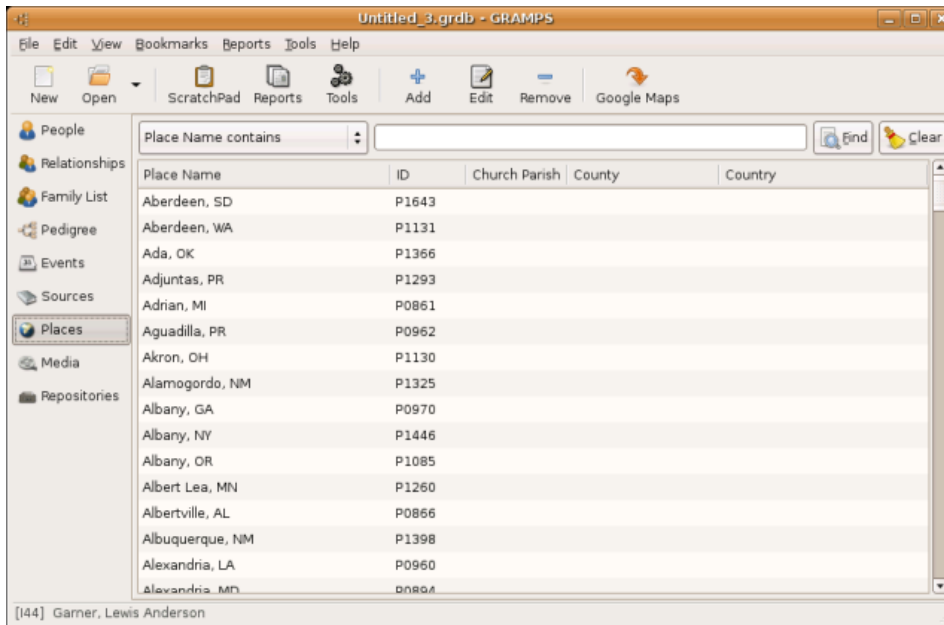 Untitled_3.grdb - GRAMPS
File Edit View Bookmarks Reports Tools Help
New Open ScratchPad Reports Tools Add Edit Remove Google Maps
People
Relationships
Family List
Pedigree
Events
Sources
Places
Media
Repositories
Place Name contains Find Clear
Place Name ID Church Parish County Country
Aberdeen, SD P1643
Aberdeen, WA P1131
Ada, OK P1366
Adjuntas, PR P1293
Adrian, MI P0861
Aguadilla, PR P0962
Akron, OH P1130
Alamogordo, NM P1325
Albany, GA P0970
Albany, NY P1446
Albany, OR P1085
Albert Lea, MN P1260
Albertville, AL P0866
Albuquerque, NM P1398
Alexandria, LA P0960
Alexandria, MD P0894
[I44] Garner, Lewis Anderson